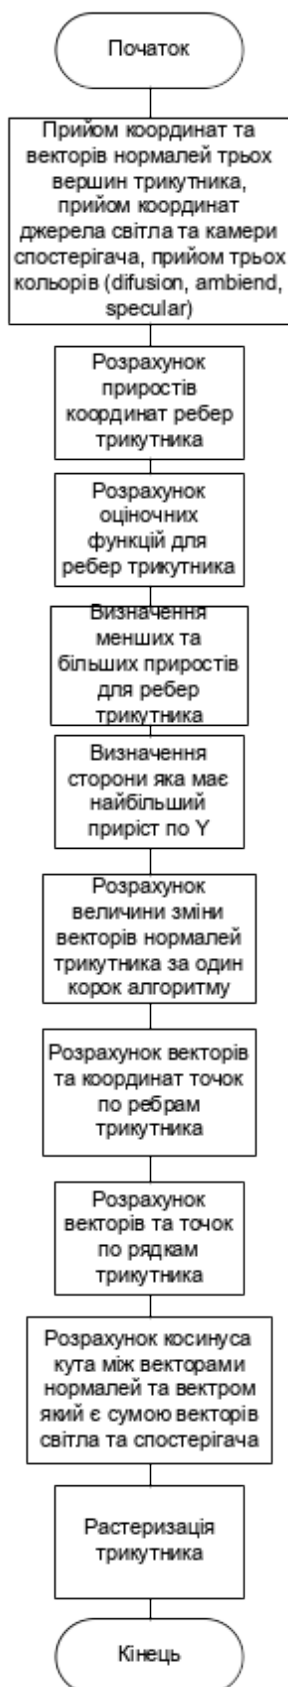 Початок
Прийом координат та
векторів нормалей трьох
вершин трикутника,
прийом координат
джерела світла та камери
спостерігача, прийом трьох
кольорів (difusion, ambiend,
specular)
Розрахунок
приростів
координат ребер
трикутника
Розрахунок
оціночних
функцій для
ребер трикутника
Визначення
менших та
більших приростів
для ребер
трикутника
Визначення
сторони яка має
найбільший
приріст по Y
Розрахунок
величини зміни
векторів нормалей
трикутника за один
корок алгоритму
Розрахунок векторів
та координат точок
по ребрам
трикутника
Розрахунок
векторів та точок
по рядкам
трикутника
Розрахунок косинуса
кута між векторами
нормалей та вектром
який є сумою векторів
світла та спостерігача
Растеризація
трикутника
Кінець